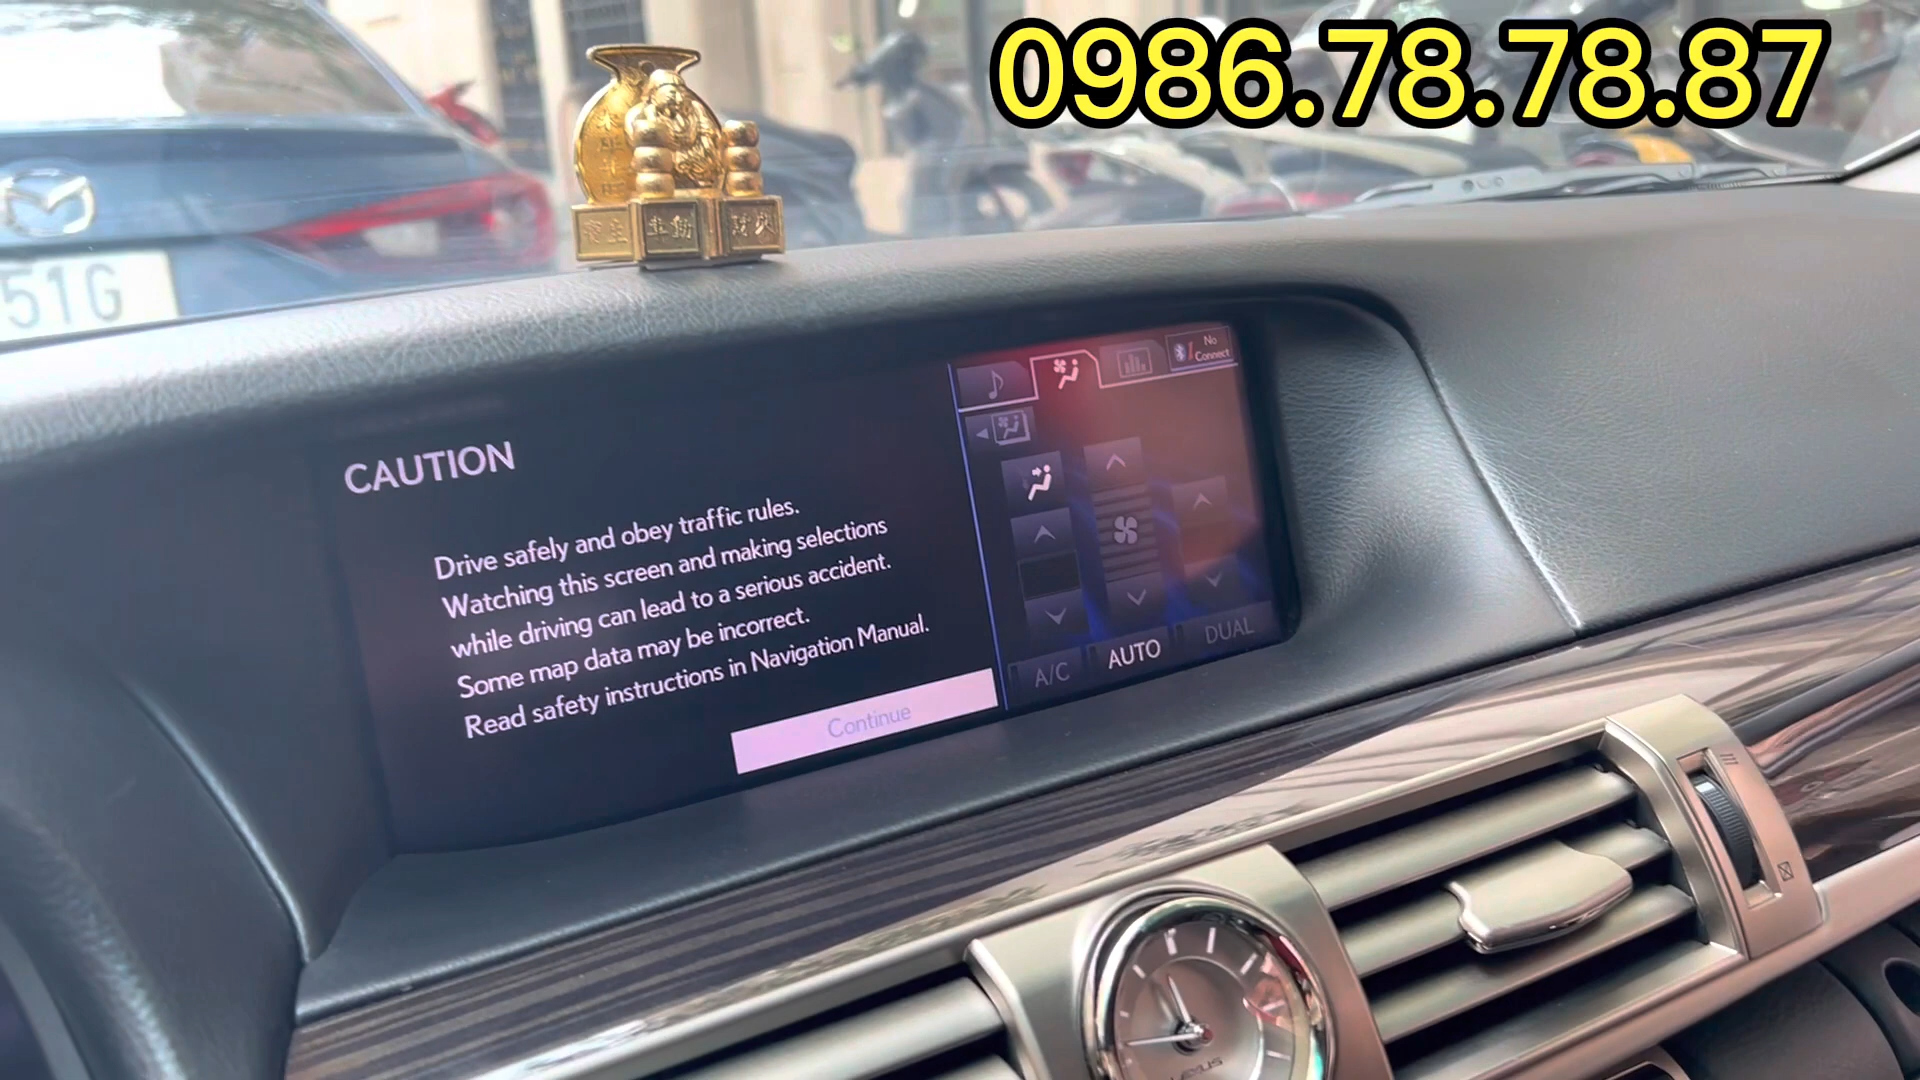 0986.78.78.87
51G
No
Connect
CAUTION
Drive safely and obey traffic rules.
Watching this screen and making selections
while driving can lead to a serious accident.
Some map data may be incorrect.
Read safety instructions in Navigation Manual.
Continue
A/C
AUTO
DUAL
LEXUS